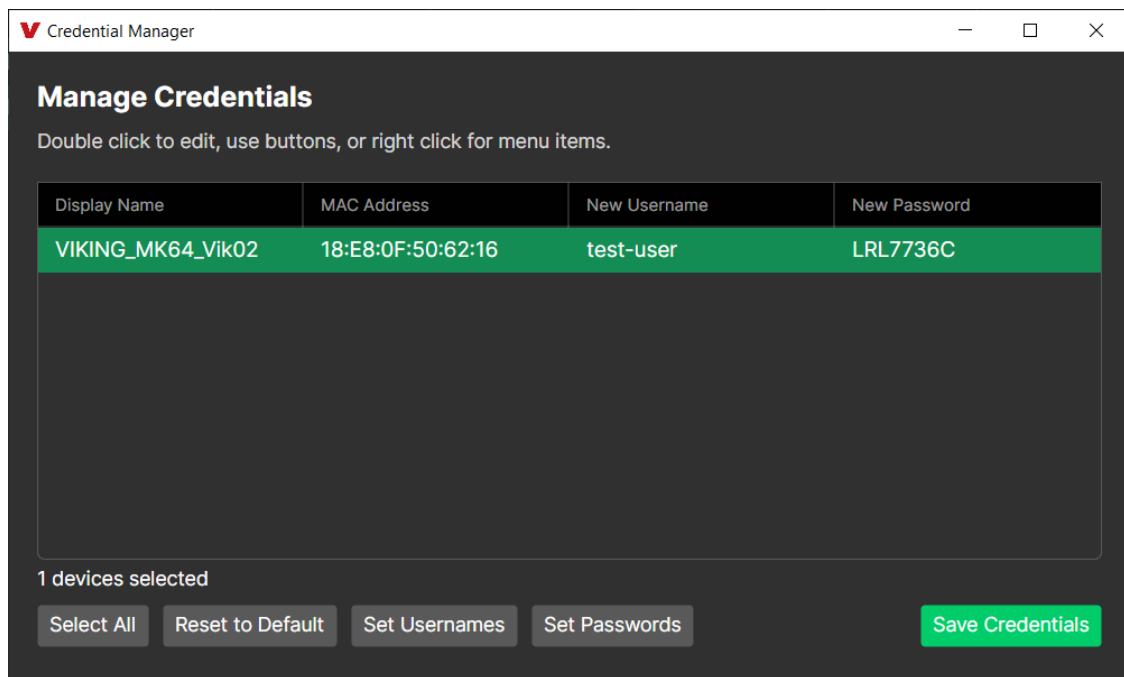 Credential Manager
Manage Credentials
Double click to edit, use buttons, or right click for menu items.
Display Name MAC Address New Username New Password
VIKING_MK64_Vik02 18:E8:0F:50:62:16 test-user LRL7736C
1 devices selected
Select All Reset to Default Set Usernames Set Passwords Save Credentials